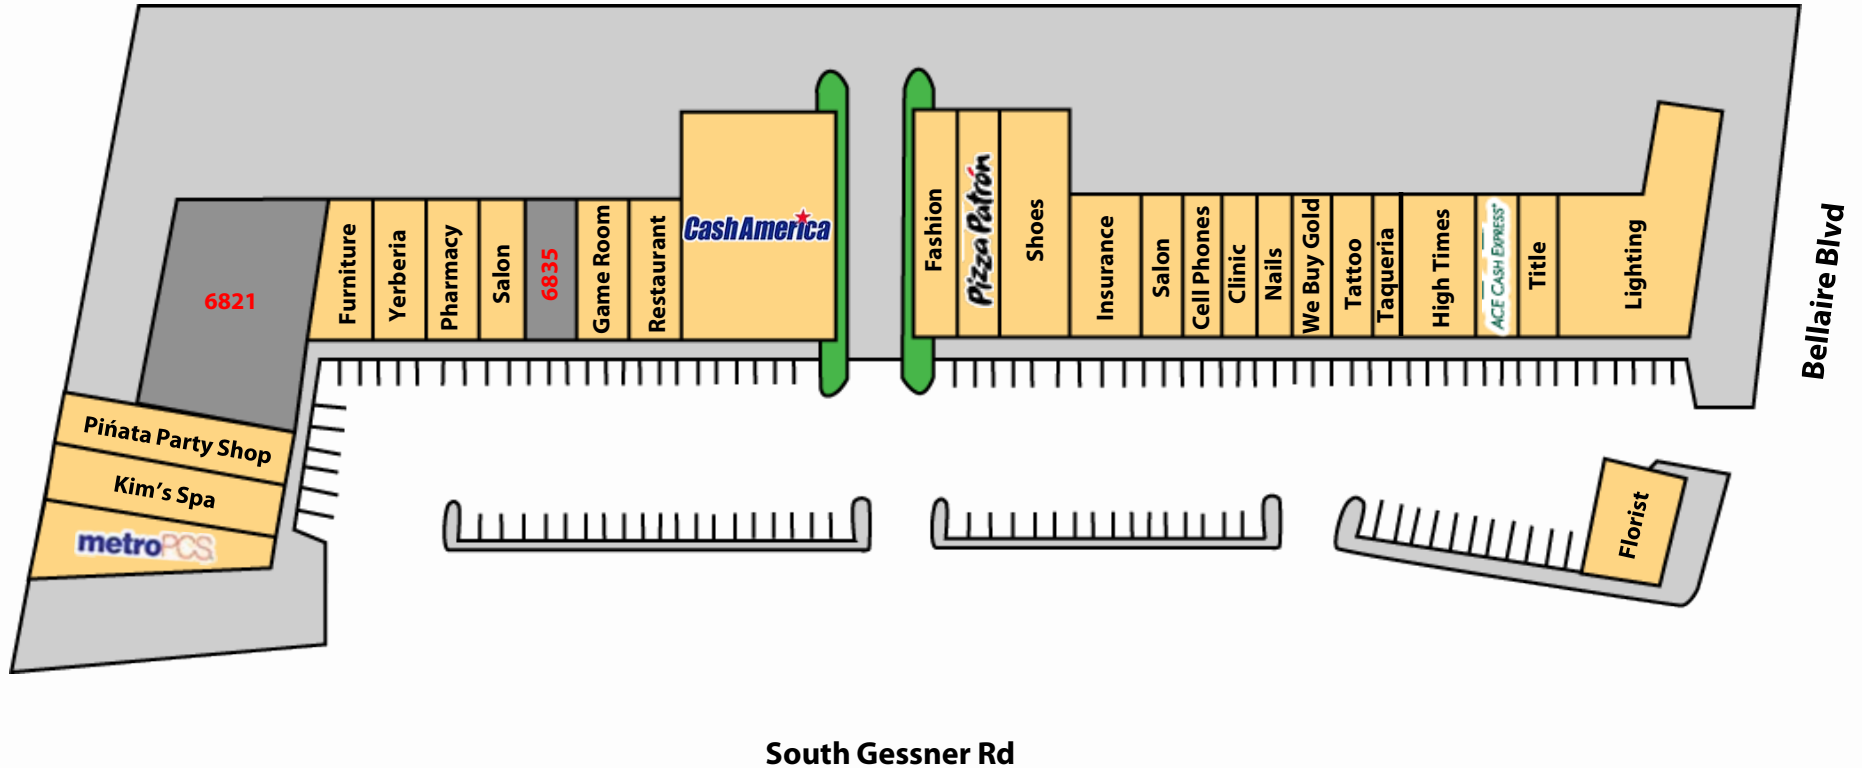 6821
Furniture
Yerberia
Pharmacy
Salon
6835
Game Room
Restaurant
CashAmerica
Fashion
Pizza Patrón
Shoes
Insurance
Salon
Cell Phones
Clinic
Nails
We Buy Gold
Tattoo
Taqueria
High Times
ACE CASH EXPRESS
Title
Lighting
Bellaire Blvd
Pińata Party Shop
Kim's Spa
metroPCS.
Florist
South Gessner Rd